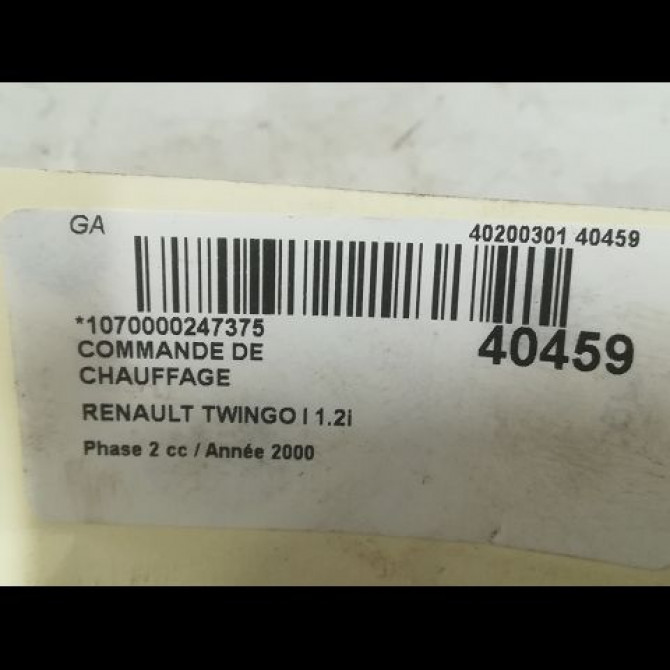 GA
40200301 40459
*1070000247375
40459
COMMANDE DE
CHAUFFAGE
RENAULT TWINGO I 1.2i
Phase 2 cc / Année 2000